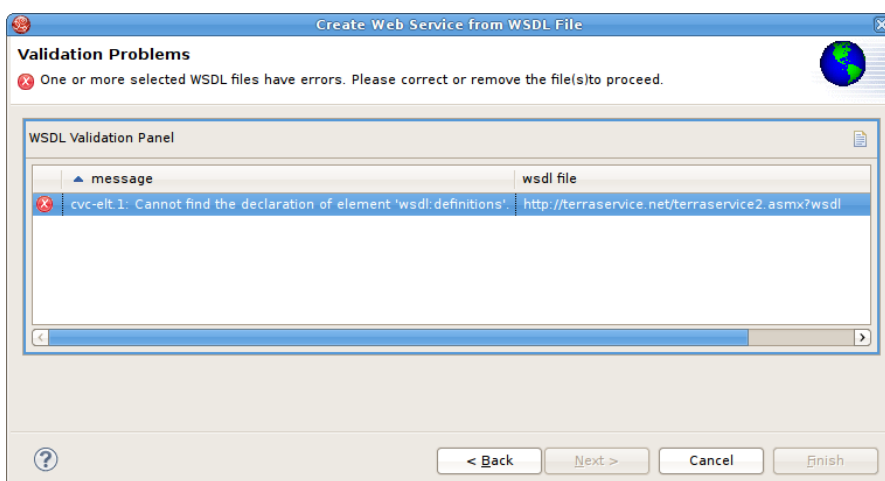 Create Web Service from WSDL File
Validation Problems
One or more selected WSDL files have errors. Please correct or remove the file(s)to proceed.
WSDL Validation Panel
message wsdl file
cvc-elt.1: Cannot find the declaration of element 'wsdl:definitions'. http://terraservice.net/terraservice2.asmx?wsdl
< Back Next > Cancel Finish